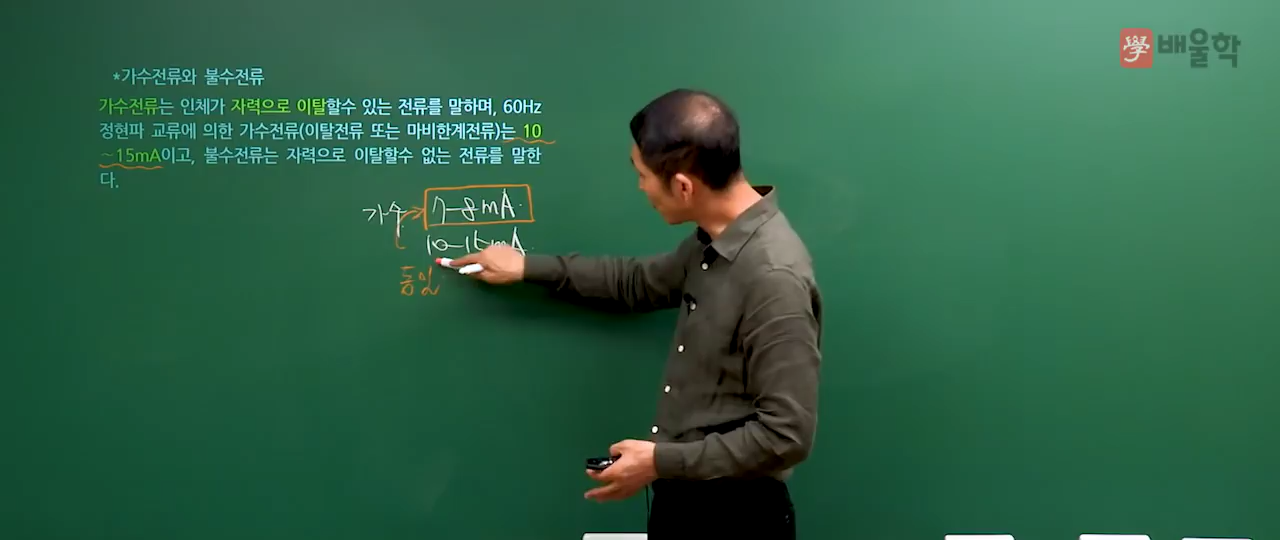 學 배울학
*가수전류와 불수전류
가수전류는 인체가 자력으로 이탈할수 있는 전류를 말하며, 60Hz
정현파 교류에 의한 가수전류(이탈전류 또는 마비한계전류)는 10
~15mA이고, 불수전류는 자력으로 이탈할수 없는 전류를 말한
다.
가수 7-8mA
10-15mA
동일